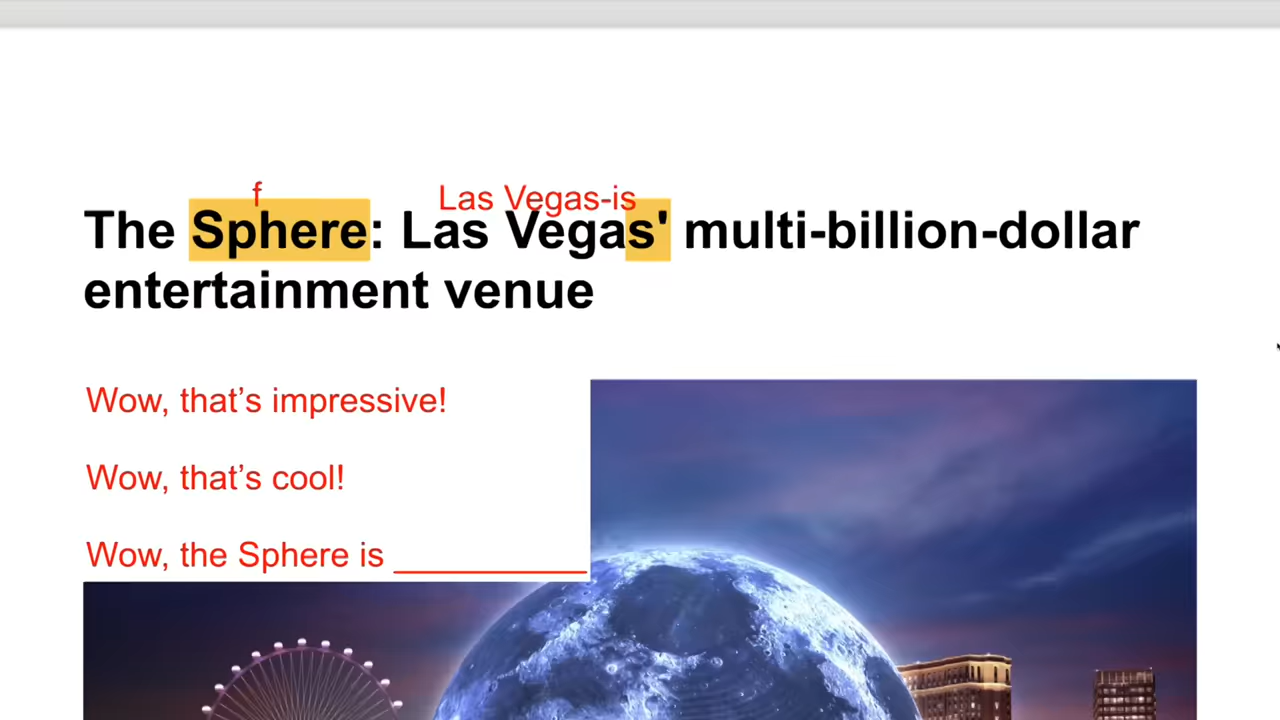 f
Las Vegas-is
The Sphere: Las Vegas' multi-billion-dollar
entertainment venue
Wow, that’s impressive!
Wow, that’s cool!
Wow, the Sphere is ___________